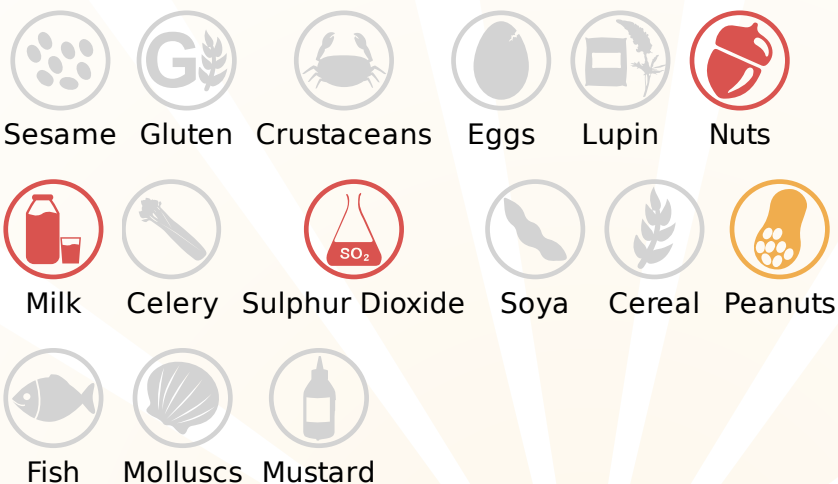 G
Sesame Gluten Crustaceans Eggs Lupin Nuts
SO₂
Milk Celery Sulphur Dioxide Soya Cereal Peanuts
Fish Molluscs Mustard